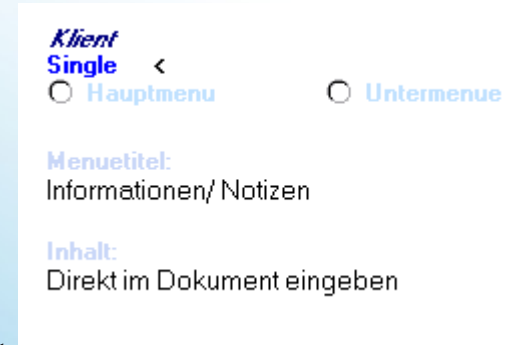 Klient
Single <
Hauptmenu Untermenue
Menuetitel:
Informationen/ Notizen
Inhalt:
Direkt im Dokument eingeben